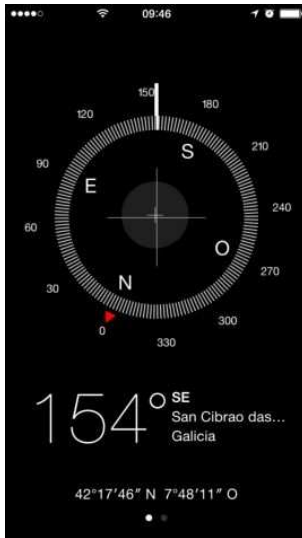 09:46
150
120
180
S
90
210
E
60
240
O
30
270
N
0
300
330
154°
SE
San Cibrao das...
Galicia
42°17'46" N 7°48'11" O